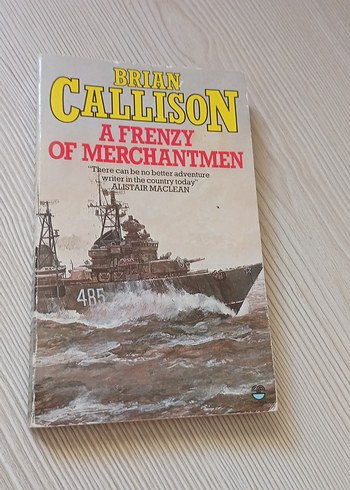 BRIAN
CALLISON
A FRENZY
OF MERCHANTMEN
"There can be no better adventure
writer in the country today"
ALISTAIR MACLEAN
485